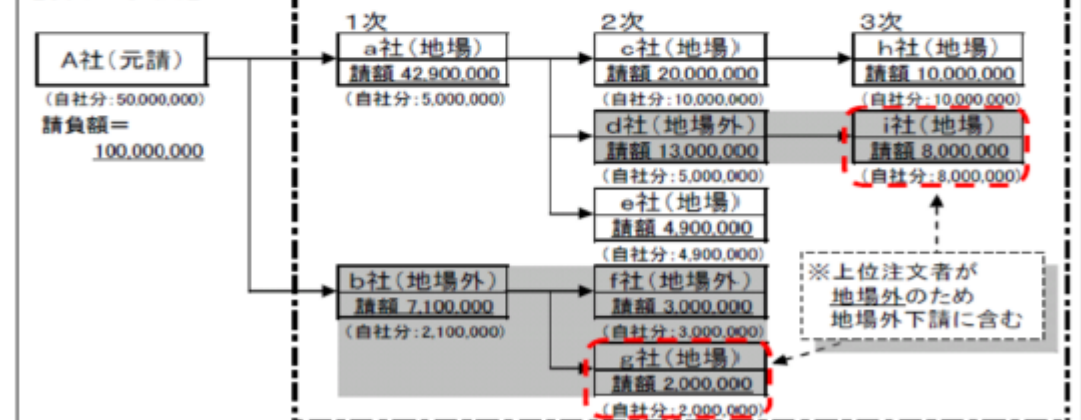 1次
2次
3次
A社(元請)
(自社分:50,000,000)
請負額=
100,000,000
a社(地場)
請額 42,900,000
(自社分:5,000,000)
c社(地場)
請額 20,000,000
(自社分:10,000,000)
h社(地場)
請額 10,000,000
(自社分:10,000,000)
d社(地場外)
請額 13,000,000
(自社分:5,000,000)
i社(地場)
請額 8,000,000
(自社分:8,000,000)
e社(地場)
請額 4,900,000
(自社分:4,900,000)
b社(地場外)
請額 7,100,000
(自社分:2,100,000)
f社(地場外)
請額 3,000,000
(自社分:3,000,000)
g社(地場)
請額 2,000,000
(自社分:2,000,000)
※上位注文者が
地場外のため
地場外下請に含む